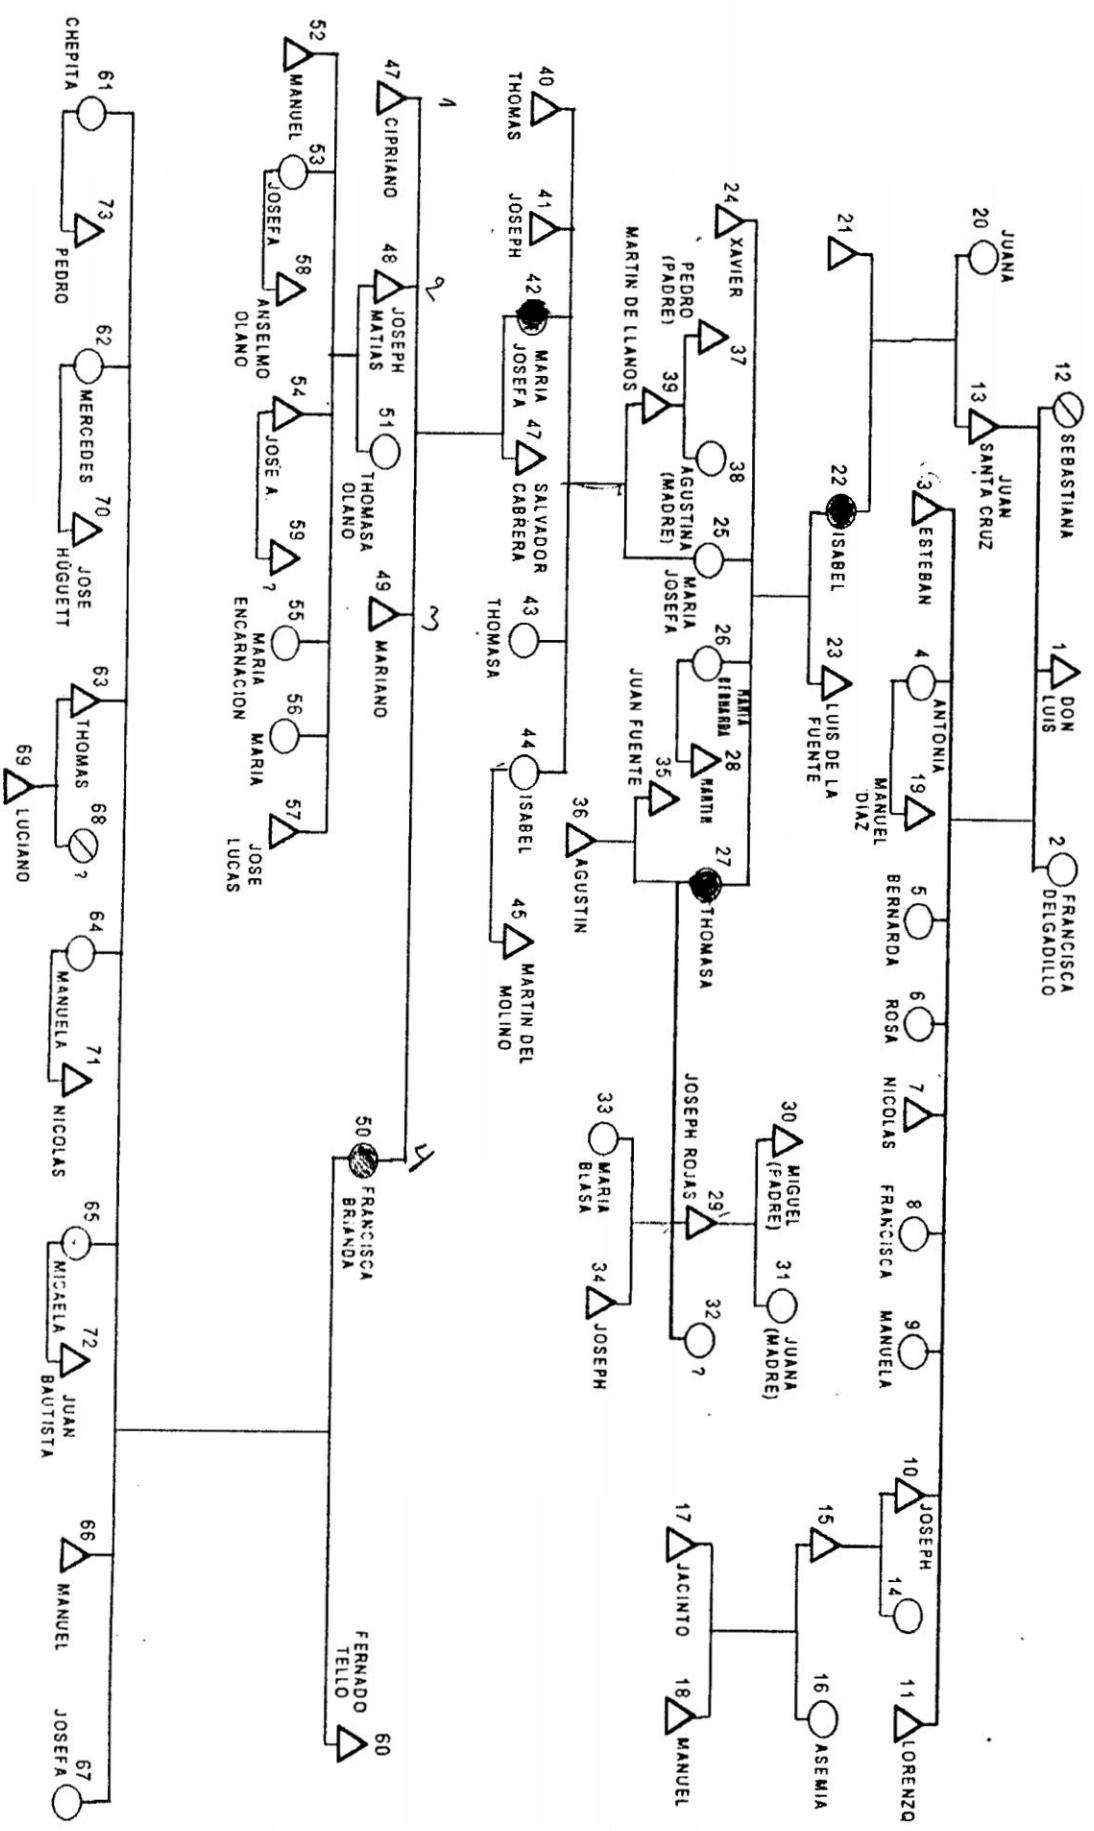 12 SEBASTIANA
1 DON
LUIS
2 FRANCISCA
DELGADILLO
20 JUANA
13 JUAN
SANTA CRUZ
3 ESTEBAN
4 ANTONIA
19 MANUEL
DIAZ
5 BERNARDA
6 ROSA
7 NICOLAS
8 FRANCISCA
9 MANUELA
10 JOSEPH
14
11 LORENZO
21
22 ISABEL
23 LUIS DE LA
FUENTE
15
16 ASEMIA
17 JACINTO
18 MANUEL
24 XAVIER
25 MARIA
JOSEFA
26 MARIA
BERNARDA
28 MARTIN
27 THOMASA
37 PEDRO
(PADRE)
38 AGUSTINA
(MADRE)
39 MARTIN DE LLANOS
35 JUAN FUENTE
36 AGUSTIN
30 MIGUEL
(PADRE)
31 JUANA
(MADRE)
29 JOSEPH ROJAS
32 ?
33 MARIA
BLASA
34 JOSEPH
40 THOMAS
41 JOSEPH
42 MARIA
JOSEFA
47 SALVADOR
CABRERA
43 THOMASA
44 ISABEL
45 MARTIN DEL
MOLINO
1
2
3
4
47 CIPRIANO
48 JOSEPH
MATIAS
51 THOMASA
OLANO
49 MARIANO
50 FRANCISCA
BRIANDA
60 FERNADO
TELLO
52 MANUEL
53 JOSEFA
58 ANSELMO
OLANO
54 JOSE A.
59 ?
55 MARIA
ENCARNACION
56 MARIA
57 JOSE
LUCAS
61 CHEPITA
73 PEDRO
62 MERCEDES
70 JOSE
HUGUETT
63 THOMAS
68 ?
69 LUCIANO
64 MANUELA
71 NICOLAS
65 MICAELA
72 JUAN
BAUTISTA
66 MANUEL
67 JOSEFA